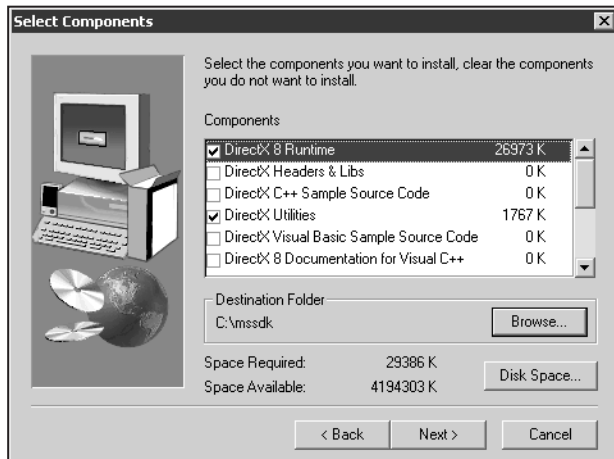 Select Components
Select the components you want to install, clear the components
you do not want to install.
Components
DirectX 8 Runtime 26973 K
DirectX Headers & Libs 0 K
DirectX C++ Sample Source Code 0 K
DirectX Utilities 1767 K
DirectX Visual Basic Sample Source Code 0 K
DirectX 8 Documentation for Visual C++ 0 K
Destination Folder
C:\mssdk
Browse...
Space Required: 29386 K
Space Available: 4194303 K
Disk Space...
< Back
Next >
Cancel